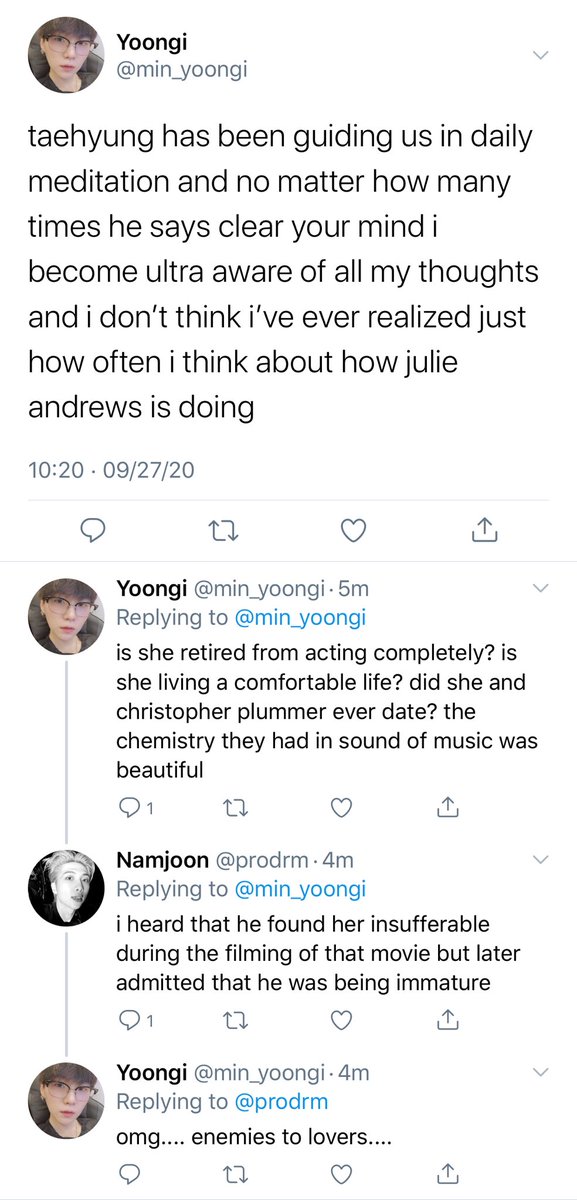 Yoongi
@min_yoongi
taehyung has been guiding us in daily
meditation and no matter how many
times he says clear your mind i
become ultra aware of all my thoughts
and i don’t think i’ve ever realized just
how often i think about how julie
andrews is doing
10:20 · 09/27/20
Yoongi @min_yoongi · 5m
Replying to @min_yoongi
is she retired from acting completely? is
she living a comfortable life? did she and
christopher plummer ever date? the
chemistry they had in sound of music was
beautiful
1
Namjoon @prodrm · 4m
Replying to @min_yoongi
i heard that he found her insufferable
during the filming of that movie but later
admitted that he was being immature
1
Yoongi @min_yoongi · 4m
Replying to @prodrm
omg.... enemies to lovers....